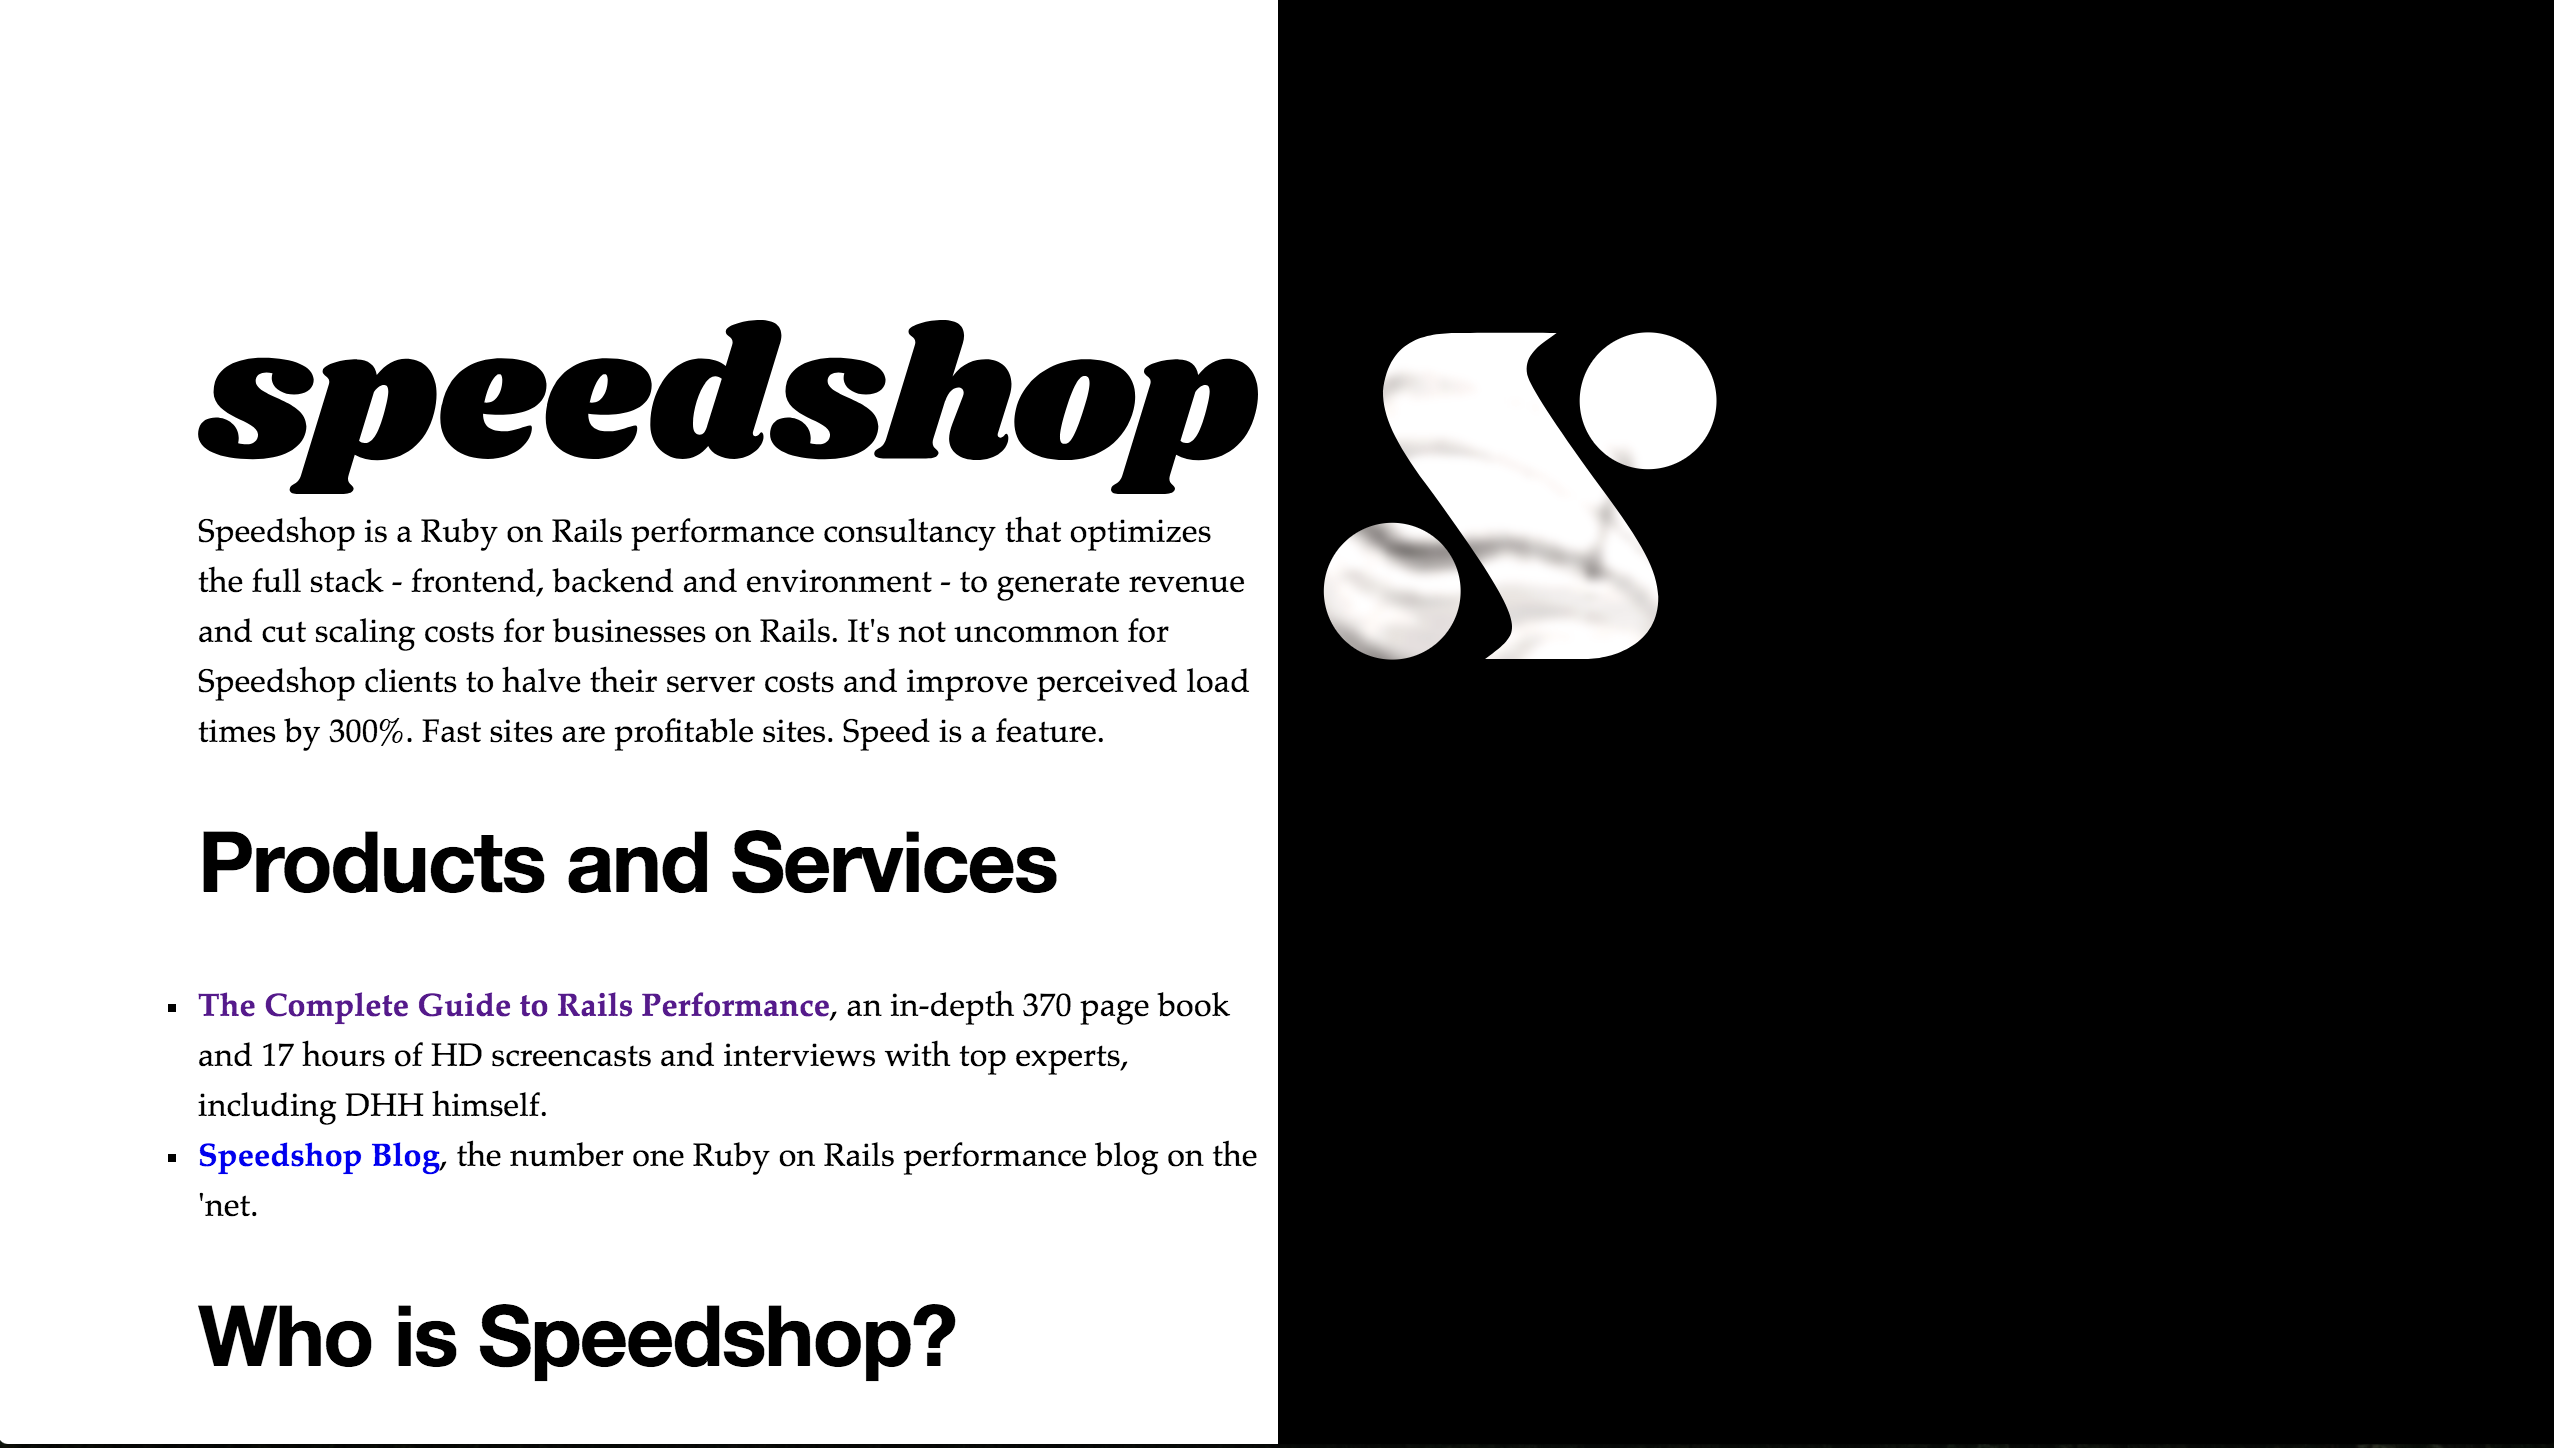 speedshop
Speedshop is a Ruby on Rails performance consultancy that optimizes
the full stack - frontend, backend and environment - to generate revenue
and cut scaling costs for businesses on Rails. It's not uncommon for
Speedshop clients to halve their server costs and improve perceived load
times by 300%. Fast sites are profitable sites. Speed is a feature.
Products and Services
▪ The Complete Guide to Rails Performance, an in-depth 370 page book
and 17 hours of HD screencasts and interviews with top experts,
including DHH himself.
▪ Speedshop Blog, the number one Ruby on Rails performance blog on the
'net.
Who is Speedshop?